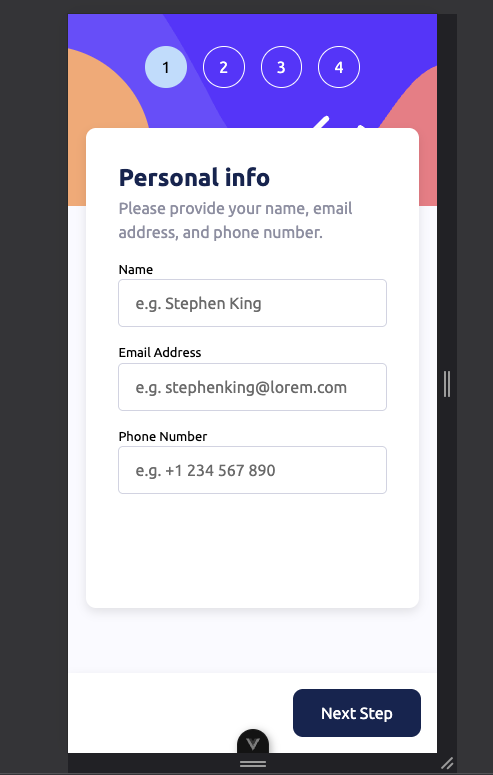 1 2 3 4
Personal info
Please provide your name, email
address, and phone number.
Name
e.g. Stephen King
Email Address
e.g. stephenking@lorem.com
Phone Number
e.g. +1 234 567 890
Next Step